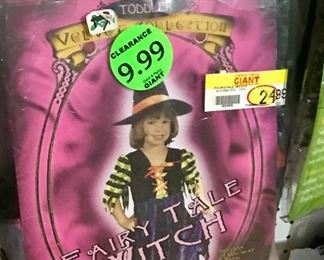 TODDLER
VELVET COLLECTION
CLEARANCE
9.99
GIANT
GIANT
24.99
FAIRY TALE
WITCH